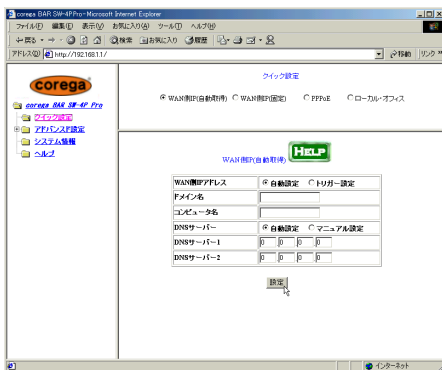 corega BAR SW-4PPro - Microsoft Internet Explorer
ファイル(F) 編集(E) 表示(V) お気に入り(A) ツール(T) ヘルプ(H)
戻る 検索 お気に入り 履歴
アドレス(D) http://192.168.1.1/ 移動 リンク »
corega
corega BAR SW-4P Pro
クイック設定
アドバンスド設定
システム情報
ヘルプ
クイック設定
WAN側IP(自動取得) WAN側IP(固定) PPPoE ローカル・オフィス
WAN側IP(自動取得) HELP
WAN側IPアドレス 自動設定 トリガー設定
ドメイン名
コンピュータ名
DNSサーバー 自動設定 マニュアル設定
DNSサーバー1 0 .0 .0 .0
DNSサーバー2 0 .0 .0 .0
設定
インターネット